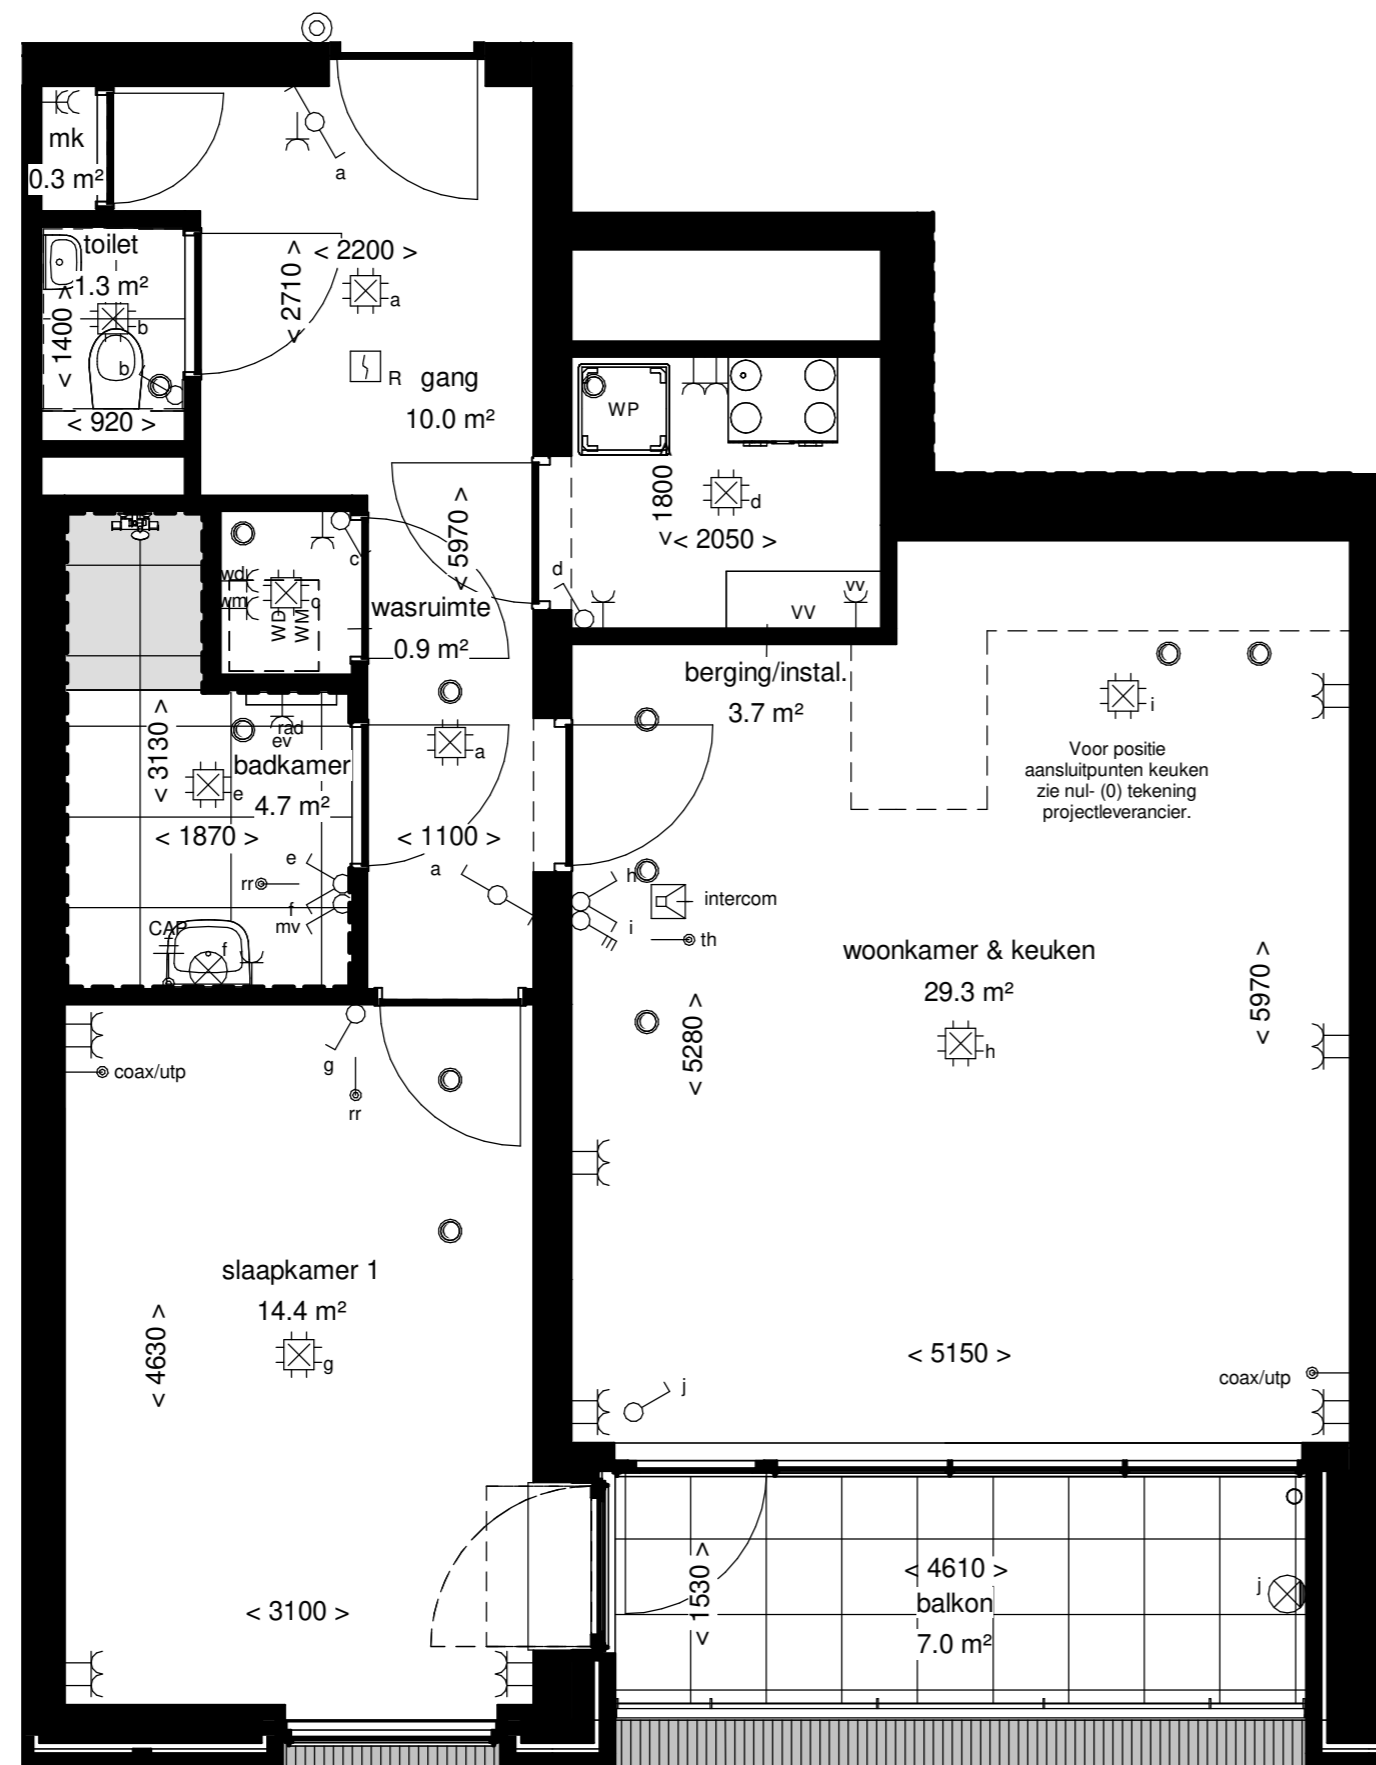 mk
0.3 m²
a
toilet
1.3 m²
b
b
< 1400 >
< 920 >
< 2200 >
< 2710 >
a
R
gang
10.0 m²
WP
d
< 1800 >
< 2050 >
d
vv
VV
< 5970 >
c
wd
wm
c
WD
WM
wasruimte
0.9 m²
berging/instal.
3.7 m²
i
Voor positie
aansluitpunten keuken
zie nul- (0) tekening
projectleverancier.
rad
ev
badkamer
4.7 m²
< 3130 >
e
< 1870 >
a
< 1100 >
a
e
rr
f
mv
CAP
f
h
i
intercom
th
woonkamer & keuken
29.3 m²
h
< 5280 >
< 5970 >
g
coax/utp
rr
slaapkamer 1
14.4 m²
g
< 4630 >
< 5150 >
coax/utp
j
< 3100 >
< 1530 >
< 4610 >
balkon
7.0 m²
j